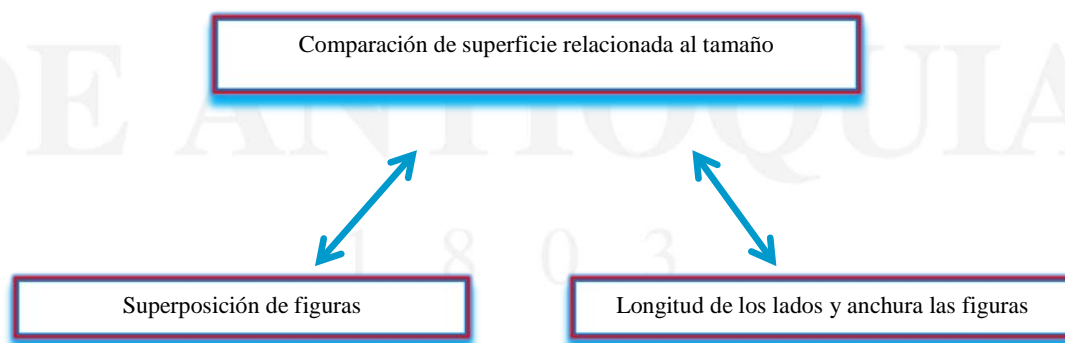 Comparación de superficie relacionada al tamaño
DE ANTIOQUIA
1 8 0 3
Superposición de figuras
Longitud de los lados y anchura las figuras